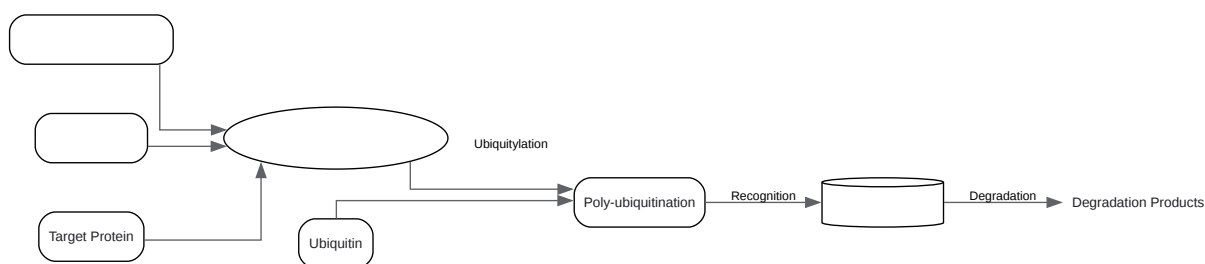 Ubiquitylation
Poly-ubiquitination
Recognition
Degradation
Degradation Products
Target Protein
Ubiquitin